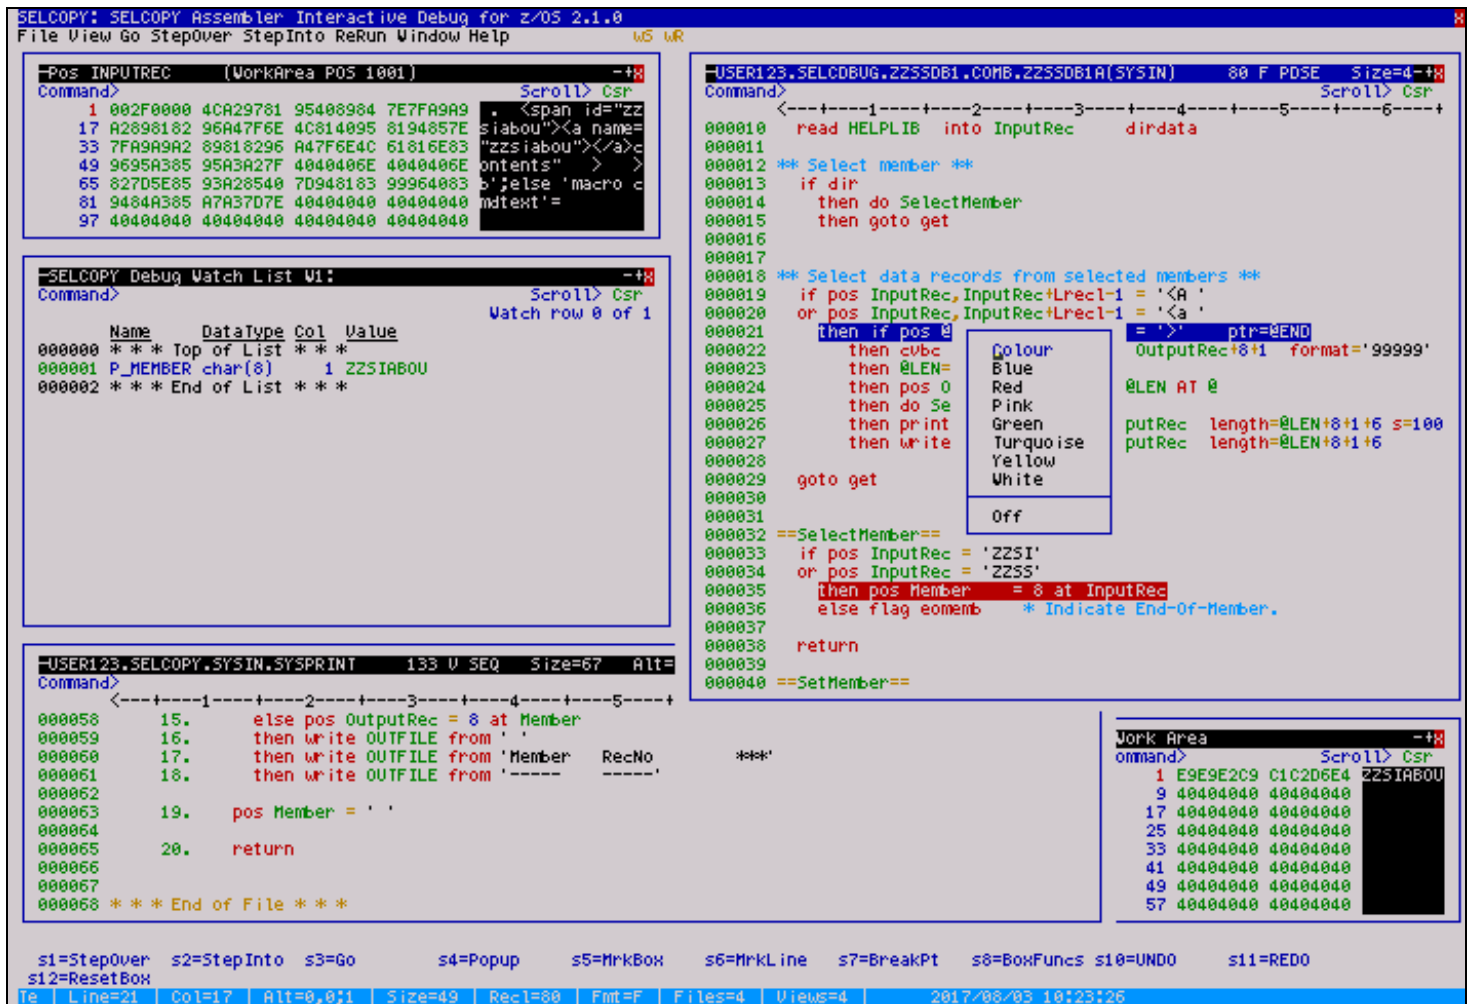 SELCOPY: SELCOPY Assembler Interactive Debug for z/OS 2.1.0 x
File View Go StepOver StepInto ReRun Window Help wS wR
Pos INPUTREC (WorkArea POS 1001) -+x
Command> Scroll> Csr
1 002F0000 4CA29781 95408984 7E7FA9A9 . <span id="zz
17 A2898182 96A47F6E 4C814095 8194857E siabou"><a name=
33 7FA9A9A2 89818296 A47F6E4C 61816E83 "zzsiabou"></a>c
49 9695A385 95A3A27F 4040406E 4040406E ontents" > >
65 827D5E85 93A28540 7D948183 99964083 b';else 'macro c
81 9484A385 A7A37D7E 40404040 40404040 mdtext'=
97 40404040 40404040 40404040 40404040
SELCOPY Debug Watch List W1: -+x
Command> Scroll> Csr
Watch row 0 of 1
Name DataType Col Value
000000 * * * Top of List * * *
000001 P_MEMBER char(8) 1 ZZSIABOU
000002 * * * End of List * * *
USER123.SELCOPY.SYSIN.SYSPRINT 133 V SEQ Size=67 Alt=
Command>
<---+----1----+----2----+----3----+----4----+----5----+
000058 15. else pos OutputRec = 8 at Member
000059 16. then write OUTFILE from ' '
000060 17. then write OUTFILE from 'Member RecNo ***'
000061 18. then write OUTFILE from '----- -----'
000062
000063 19. pos Member = ' '
000064
000065 20. return
000066
000067
000068 * * * End of File * * *
USER123.SELCDBUG.ZZSSDB1.COMB.ZZSSDB1A(SYSIN) 80 F PDSE Size=4-+x
Command> Scroll> Csr
<---+----1----+----2----+----3----+----4----+----5----+----6----+
000010 read HELPLIB into InputRec dirdata
000011
000012 ** Select member **
000013 if dir
000014 then do SelectMember
000015 then goto get
000016
000017
000018 ** Select data records from selected members **
000019 if pos InputRec,InputRec+Lrecl-1 = '<A '
000020 or pos InputRec,InputRec+Lrecl-1 = '<a '
000021 then if pos @ = '>' ptr=@END
000022 then cvbc OutputRec+8+1 format='99999'
000023 then @LEN=
000024 then pos O @LEN AT @
000025 then do Se
000026 then print putRec length=@LEN+8+1+6 s=100
000027 then write putRec length=@LEN+8+1+6
000028
000029 goto get
000030
000031
000032 ==SelectMember==
000033 if pos InputRec = 'ZZSI'
000034 or pos InputRec = 'ZZSS'
000035 then pos Member = 8 at InputRec
000036 else flag eomemb * Indicate End-Of-Member.
000037
000038 return
000039
000040 ==SetMember==
Colour
Blue
Red
Pink
Green
Turquoise
Yellow
White
Off
Work Area -+x
ommand> Scroll> Csr
1 E9E9E2C9 C1C2D6E4 ZZSIABOU
9 40404040 40404040
17 40404040 40404040
25 40404040 40404040
33 40404040 40404040
41 40404040 40404040
49 40404040 40404040
57 40404040 40404040
s1=StepOver s2=StepInto s3=Go s4=Popup s5=MrkBox s6=MrkLine s7=BreakPt s8=BoxFuncs s10=UNDO s11=REDO
s12=ResetBox
Te | Line=21 | Col=17 | Alt=0,0;1 | Size=49 | Recl=80 | Fmt=F | Files=4 | Views=4 | 2017/08/03 10:23:26